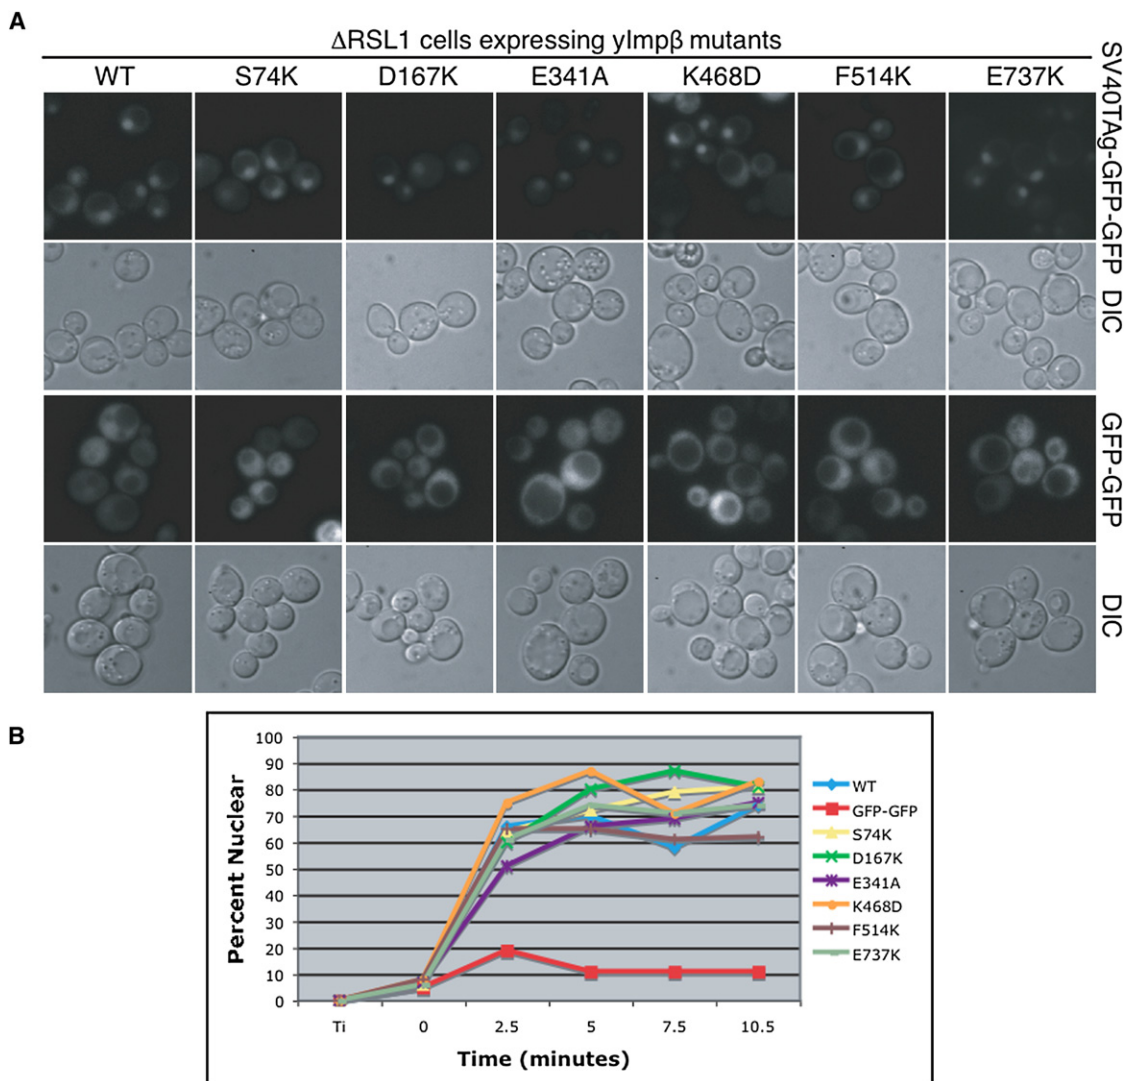 A
ΔRSL1 cells expressing yImpβ mutants
WT S74K D167K E341A K468D F514K E737K
SV40TAg-GFP-GFP
DIC
GFP-GFP
DIC
B
100
90
80
70
60
50
40
30
20
10
0
Percent Nuclear
Ti 0 2.5 5 7.5 10.5
Time (minutes)
WT
GFP-GFP
S74K
D167K
E341A
K468D
F514K
E737K